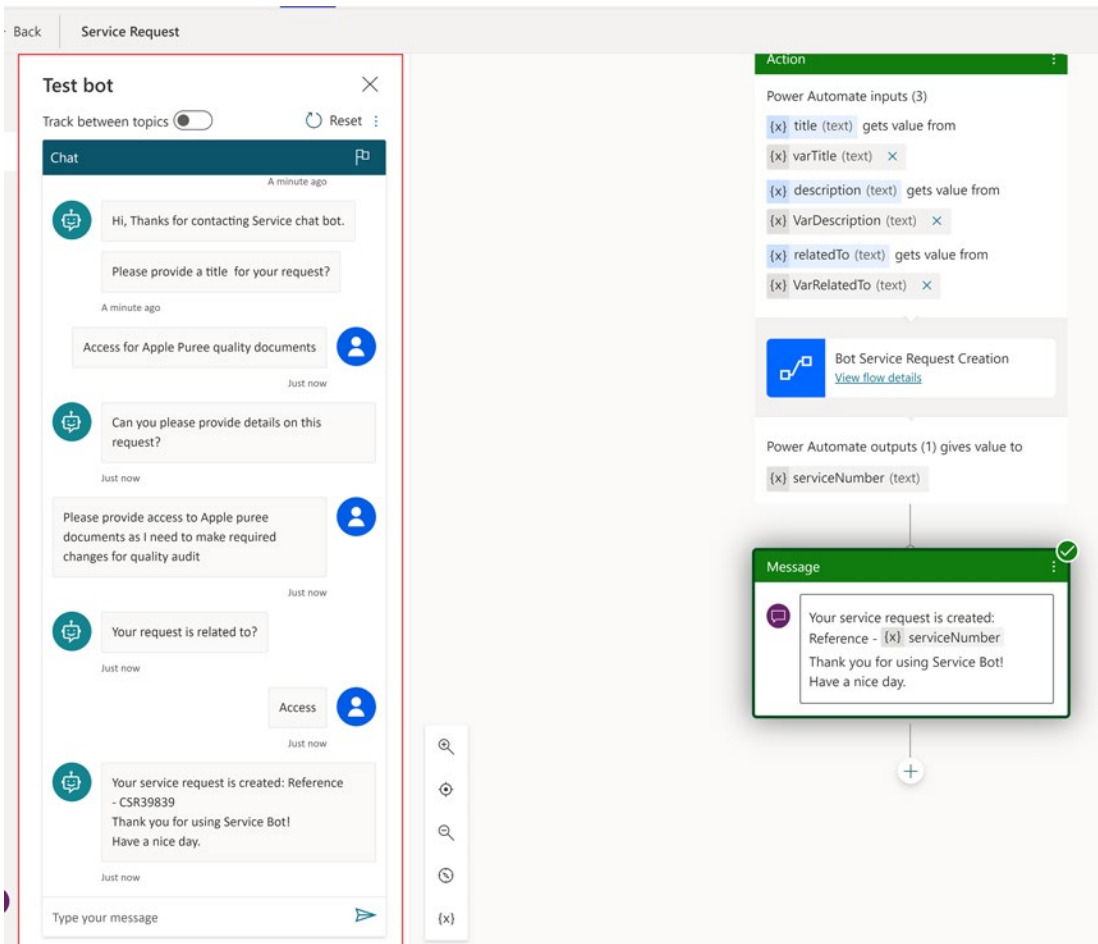 Back
Service Request
Test bot
Track between topics
Reset
Chat
A minute ago
Hi, Thanks for contacting Service chat bot.
Please provide a title for your request?
A minute ago
Access for Apple Puree quality documents
Just now
Can you please provide details on this
request?
Just now
Please provide access to Apple puree
documents as I need to make required
changes for quality audit
Just now
Your request is related to?
Just now
Access
Just now
Your service request is created: Reference
- CSR39839
Thank you for using Service Bot!
Have a nice day.
Just now
Type your message
{x}
Action
Power Automate inputs (3)
{x} title (text) gets value from
{x} varTitle (text)
{x} description (text) gets value from
{x} VarDescription (text)
{x} relatedTo (text) gets value from
{x} VarRelatedTo (text)
Bot Service Request Creation
View flow details
Power Automate outputs (1) gives value to
{x} serviceNumber (text)
Message
Your service request is created:
Reference - {x} serviceNumber
Thank you for using Service Bot!
Have a nice day.